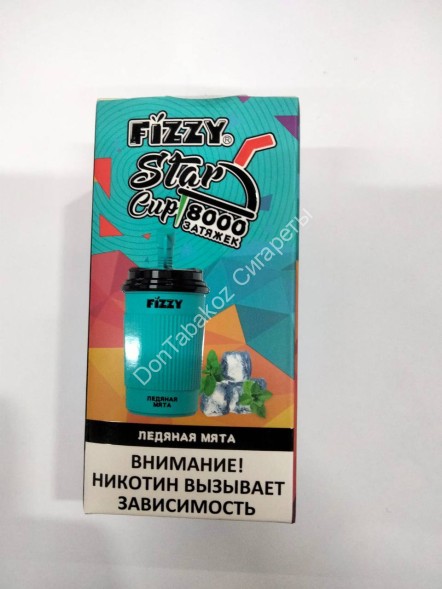 FIZZY®
Star
Cup 8000
ЗАТЯЖЕК
FIZZY
ЛЕДЯНАЯ
МЯТА
DonTabakoz Сигареты
ЛЕДЯНАЯ МЯТА
ВНИМАНИЕ!
НИКОТИН ВЫЗЫВАЕТ
ЗАВИСИМОСТЬ